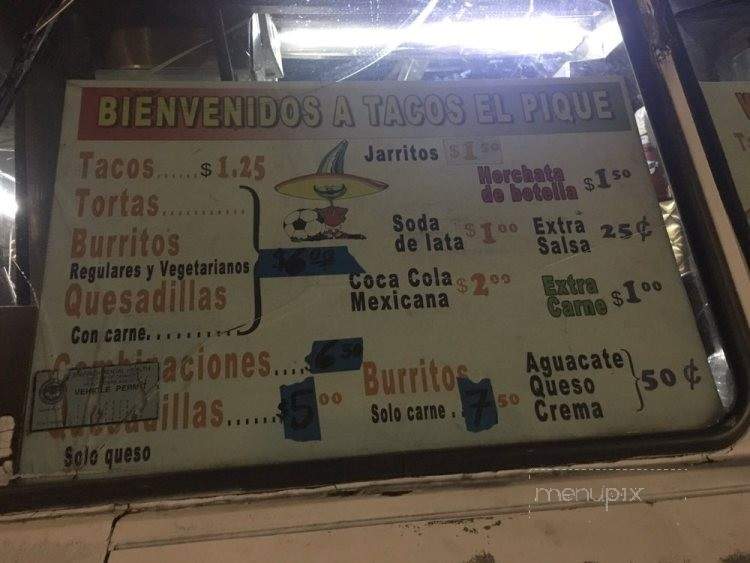 BIENVENIDOS A TACOS EL PIQUE
Tacos...... $1.25
Tortas............
Burritos
Regulares y Vegetarianos
Quesadillas
Con carne..........
$6.00
Combinaciones.... 6 50
Quesadillas....... $5 00
Solo queso
VEHICLE PERMIT
Jarritos $1 50
Horchata
de botella $1 50
Soda
de lata $1 00
Extra
Salsa 25¢
Coca Cola
Mexicana $2 00
Extra
Carne $1 00
Burritos
Solo carne.. 7 50
Aguacate
Queso
Crema
50¢
menupix